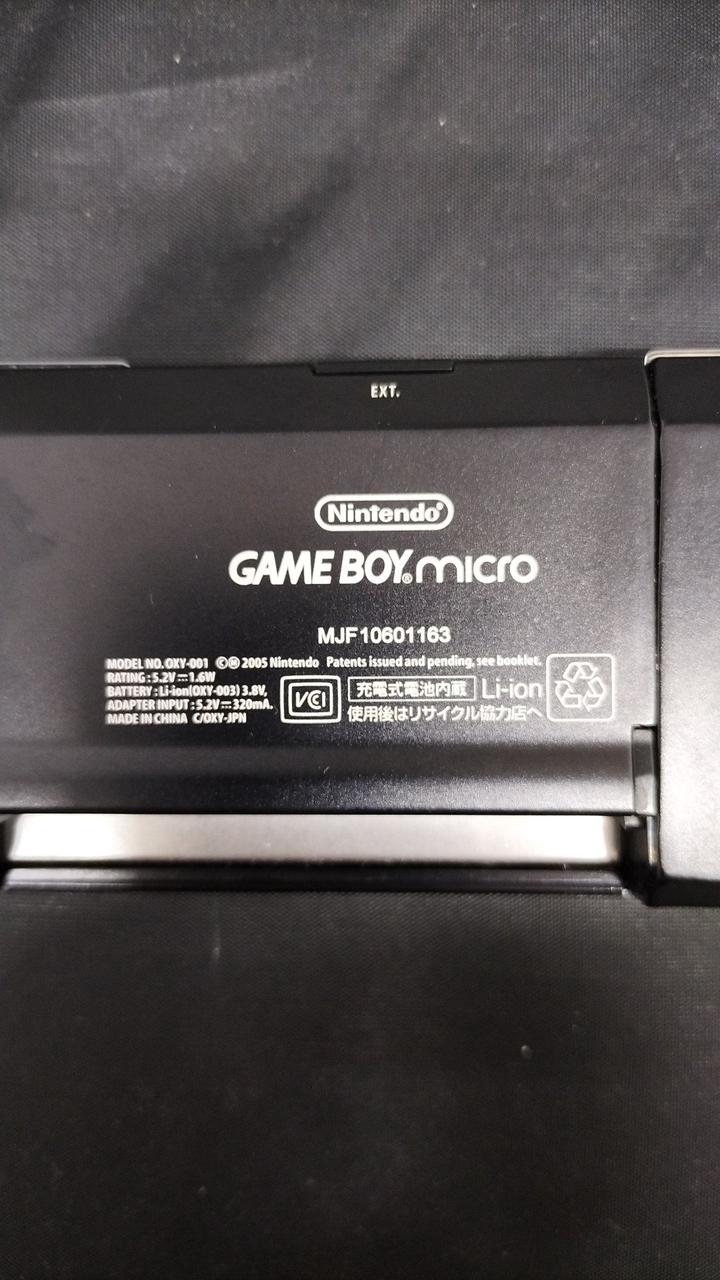 EXT.
Nintendo®
GAME BOY® micro
MJF10601163
MODEL NO. OXY-001 ©Ⓜ 2005 Nintendo Patents issued and pending, see booklet.
RATING : 5.2V⎓1.6W
BATTERY : Li-ion(OXY-003) 3.8V,
ADAPTER INPUT : 5.2V⎓320mA.
MADE IN CHINA C/OXY-JPN
VCI
充電式電池内蔵 Li-ion
使用後はリサイクル協力店へ